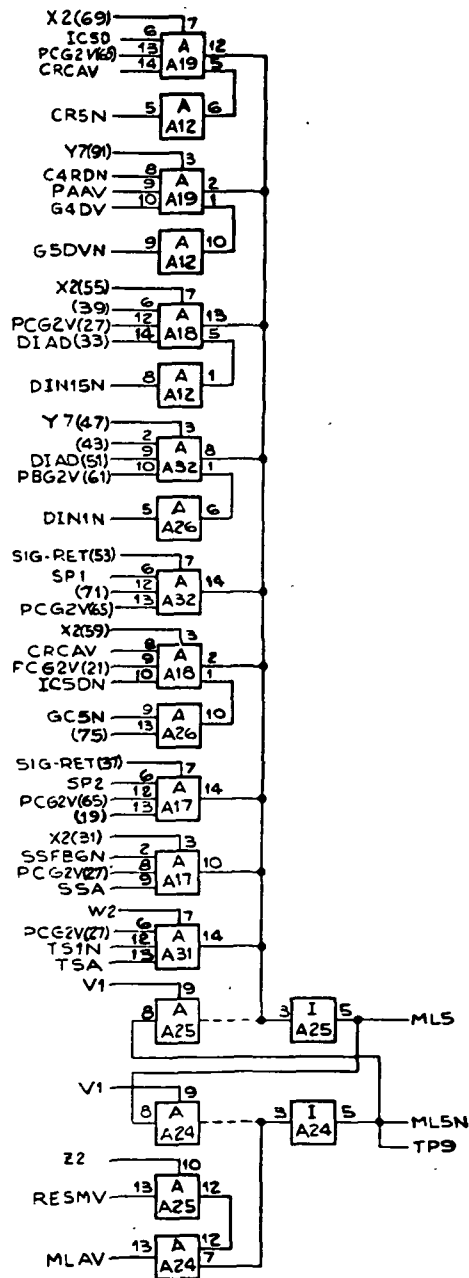 X2(69) 7
IC5D 6 A 12
PCG2V(65) 13 A19 5
CRCAV 14
CR5N 5 A 6
A12
Y7(91) 3
C4RDN 8 A 2
PAAV 9 A19 1
G4DV 10
G5DVN 9 A 10
A12
X2(55) 7
(39) 6 A 13
PCG2V(27) 12 A18 5
DIAD(33) 14
DIN15N 8 A 1
A12
Y7(47) 3
(43) 2 A 8
DIAD(51) 9 A32 1
PBG2V(61) 10
DIN1N 5 A 6
A26
SIG-RET(53) 7
SP1 6 A 14
(71) 12 A32
PCG2V(65) 13
X2(59) 3
CRCAV 8 A 2
PCG2V(21) 9 A18 1
IC5DN 10
GC5N 9 A 10
(75) 13 A26
SIG-RET(37) 7
SP2 6 A 14
PCG2V(65) 12 A17
(19) 13
X2(31) 3
SSFBGN 2 A 10
PCG2V(27) 8 A17
SSA 9
W2 7
PCG2V(27) 6 A 14
TS1N 12 A31
TSA 13
V1 9
8 A 3 I 5 ML5
A25 A25
V1 9
8 A 3 I 5 ML5N
A24 A24 TP9
Z2 10
RESMV 13 A 12
A25
MLAV 13 A 12
A24 7